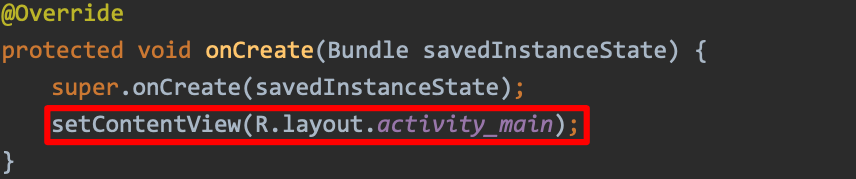 @Override
protected void onCreate(Bundle savedInstanceState) {
super.onCreate(savedInstanceState);
setContentView(R.layout.activity_main);
}